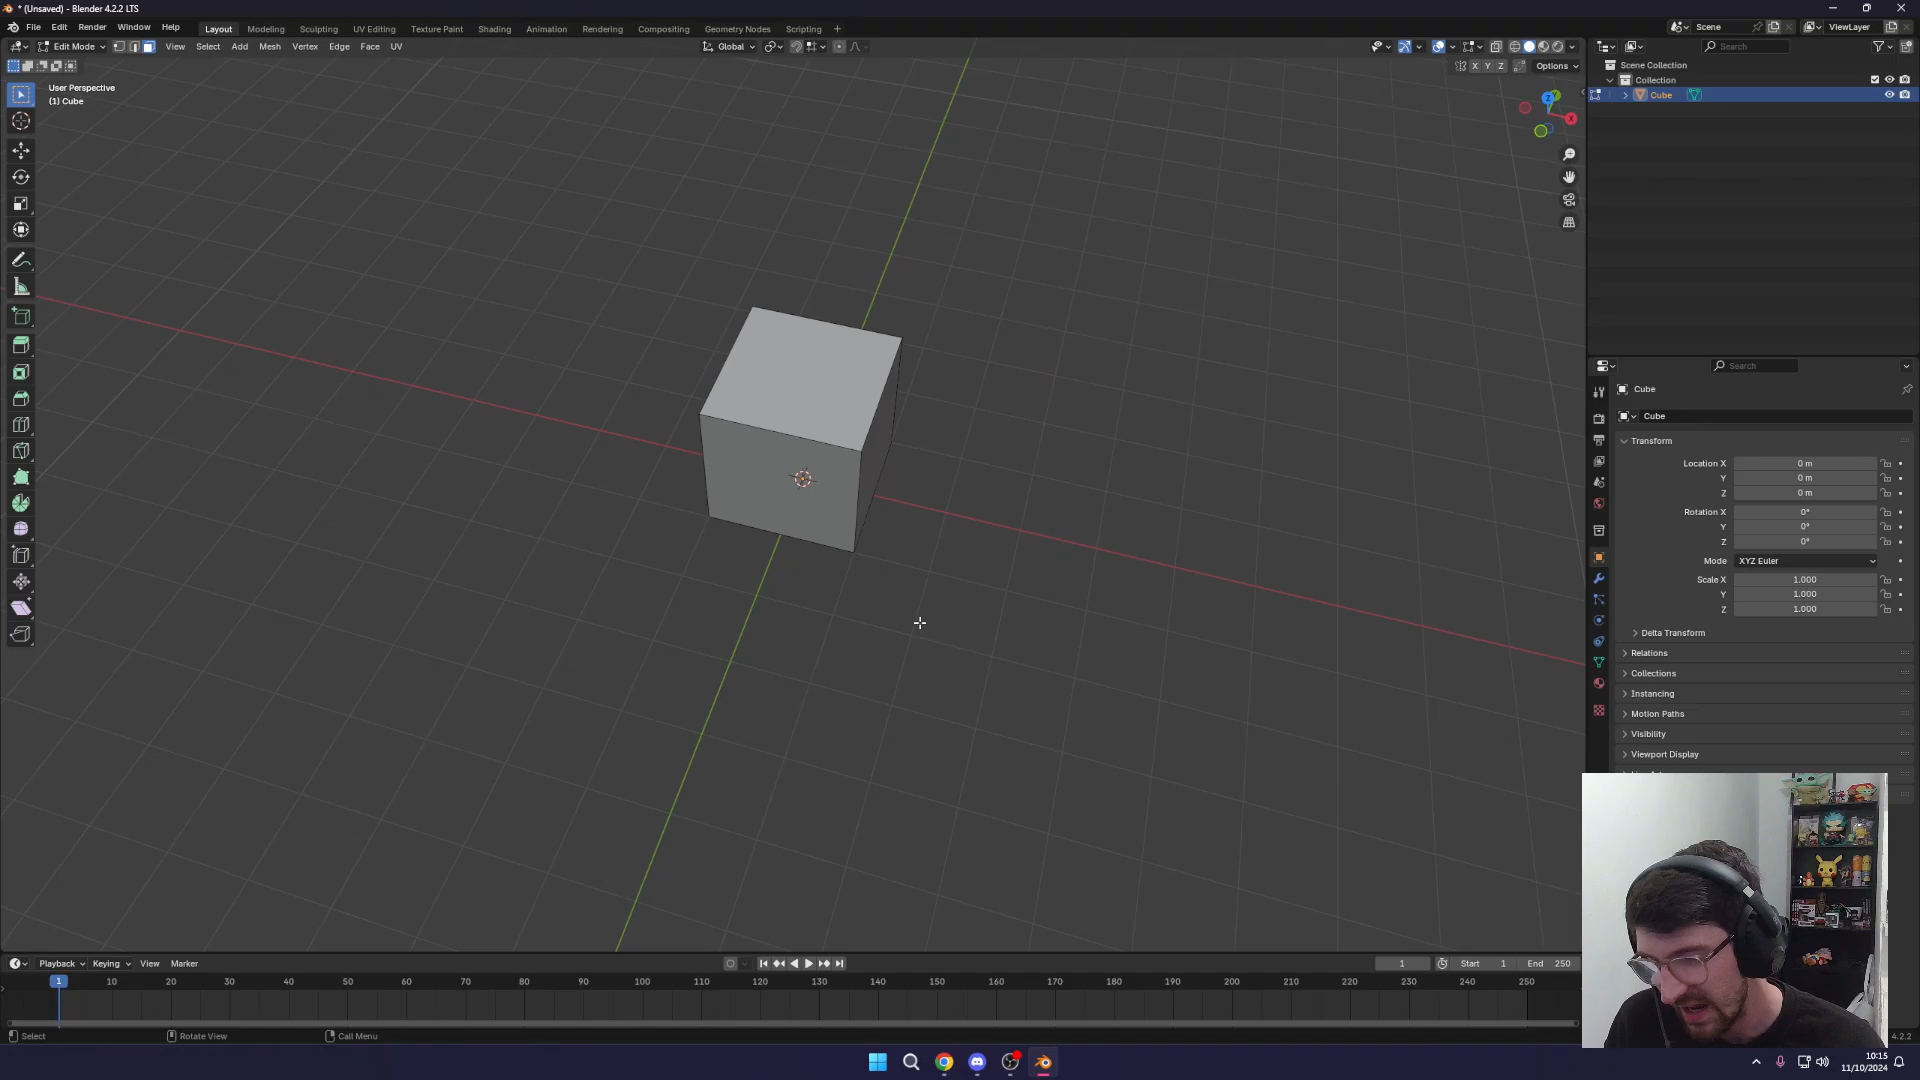 * (Unsaved) - Blender 4.2.2 LTS
File Edit Render Window Help Layout Modeling Sculpting UV Editing Texture Paint Shading Animation Rendering Compositing Geometry Nodes Scripting + Scene ViewLayer
Edit Mode View Select Add Mesh Vertex Edge Face UV Global Search
X Y Z Options
User Perspective
(1) Cube
Scene Collection
Collection
Cube
Z Y X
Search
Cube
Cube
Transform
Location X 0 m
Y 0 m
Z 0 m
Rotation X 0°
Y 0°
Z 0°
Mode XYZ Euler
Scale X 1.000
Y 1.000
Z 1.000
Delta Transform
Relations
Collections
Instancing
Motion Paths
Visibility
Viewport Display
Playback Keying View Marker 1 Start 1 End 250
1 10 20 30 40 50 60 70 80 90 100 110 120 130 140 150 160 170 180 190 200 210 220 230 240 250
Select Rotate View Call Menu 4.2.2
10:15
11/10/2024